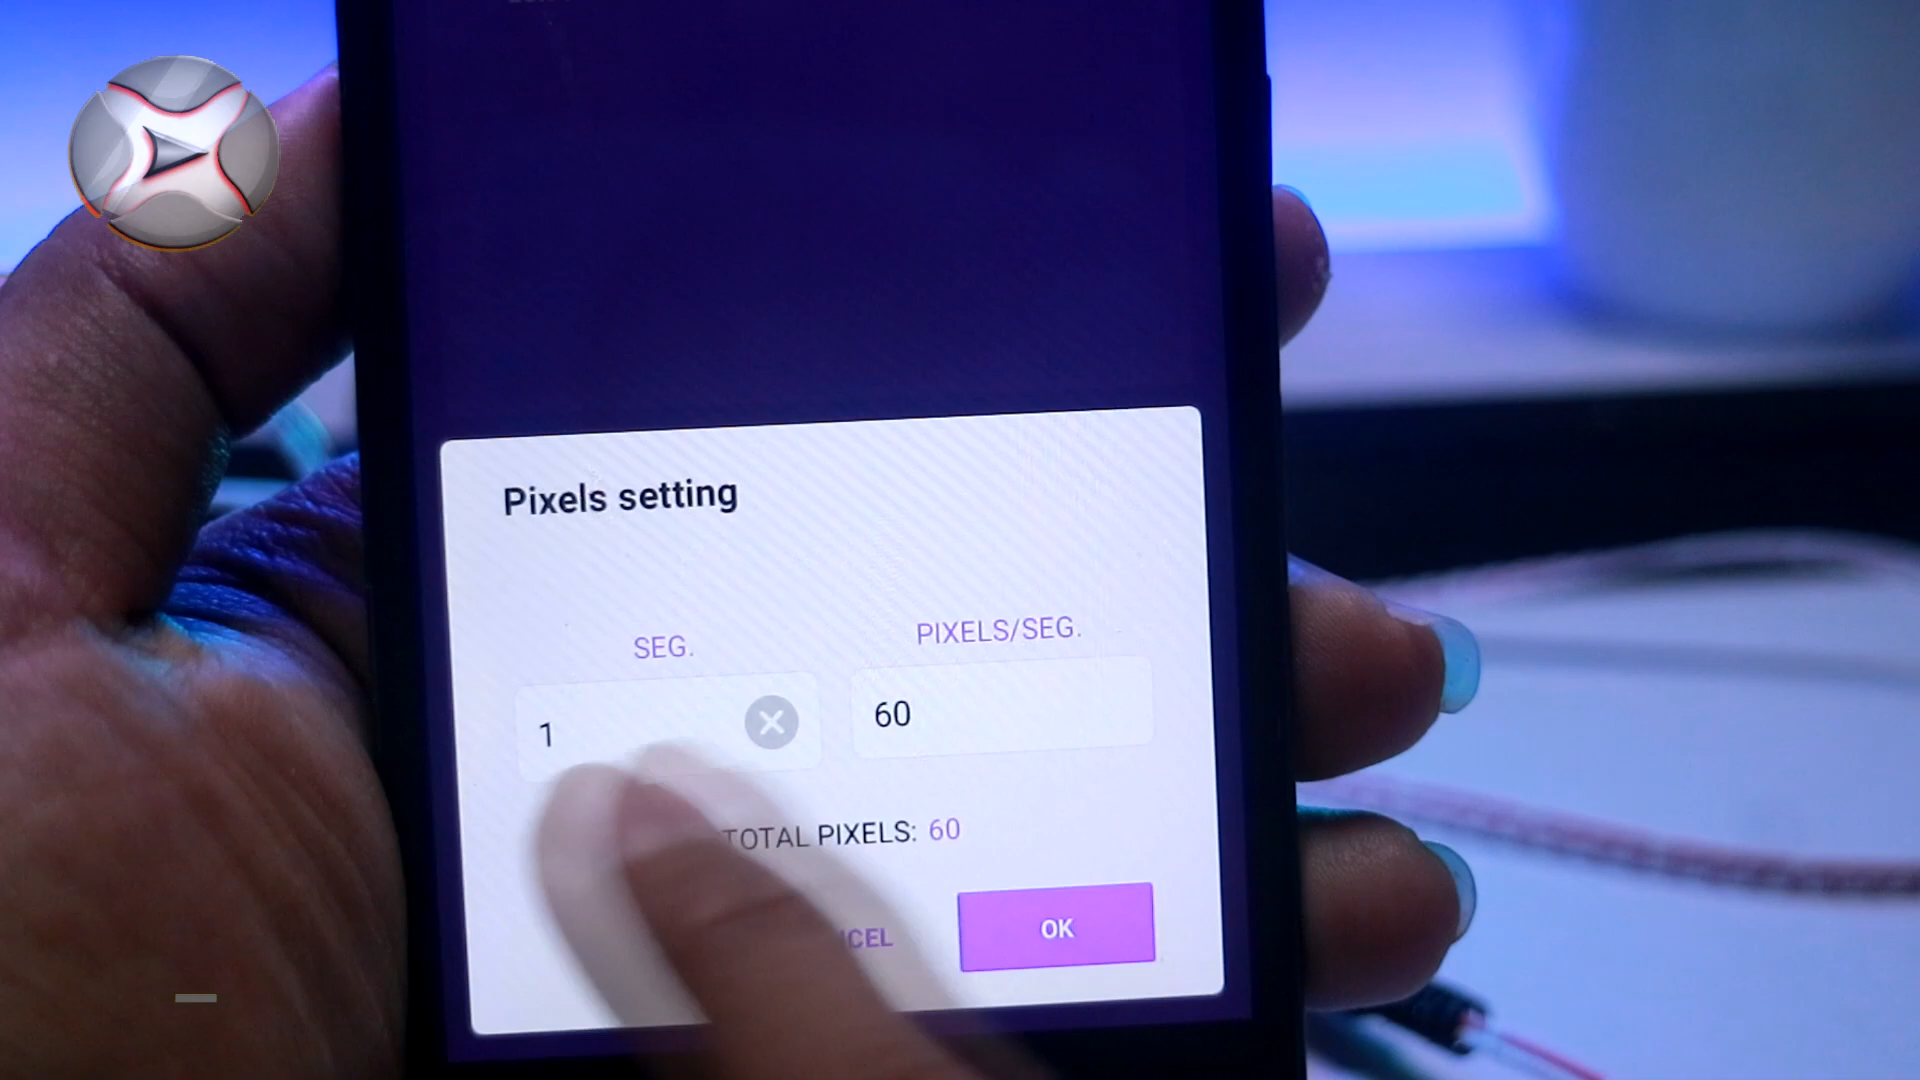 Pixels setting
SEG. PIXELS/SEG.
1 60
TOTAL PIXELS: 60
OK